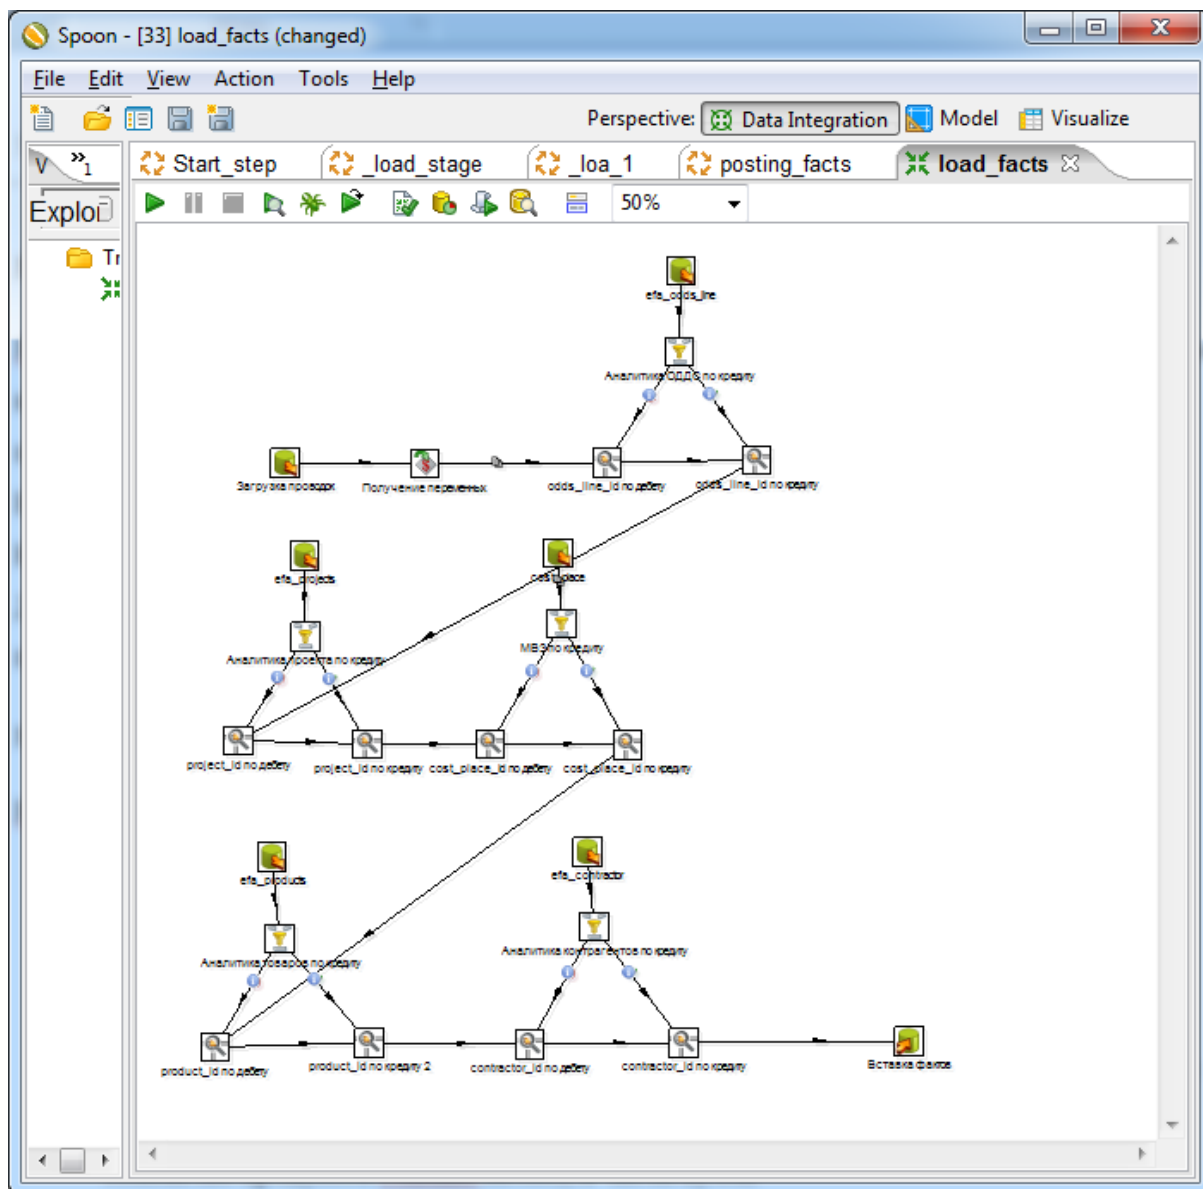 Spoon - [33] load_facts (changed)
File Edit View Action Tools Help
Perspective: Data Integration Model Visualize
V »1 Start_step _load_stage _loa_1 posting_facts load_facts
Explo
50%
Tr
efa_odds_line
Аналитика ОДДС по кредиту
Загрузка проводок
Получение переменных
odds_line_id по дебету
odds_line_id по кредиту
efa_projects
cost_place
Аналитика проекта по кредиту
МВЗ по кредиту
project_id по дебету
project_id по кредиту
cost_place_id по дебету
cost_place_id по кредиту
efa_products
efa_contractor
Аналитика товаров по кредиту
Аналитика контрагентов по кредиту
product_id по дебету
product_id по кредиту 2
contractor_id по дебету
contractor_id по кредиту
Вставка фактов